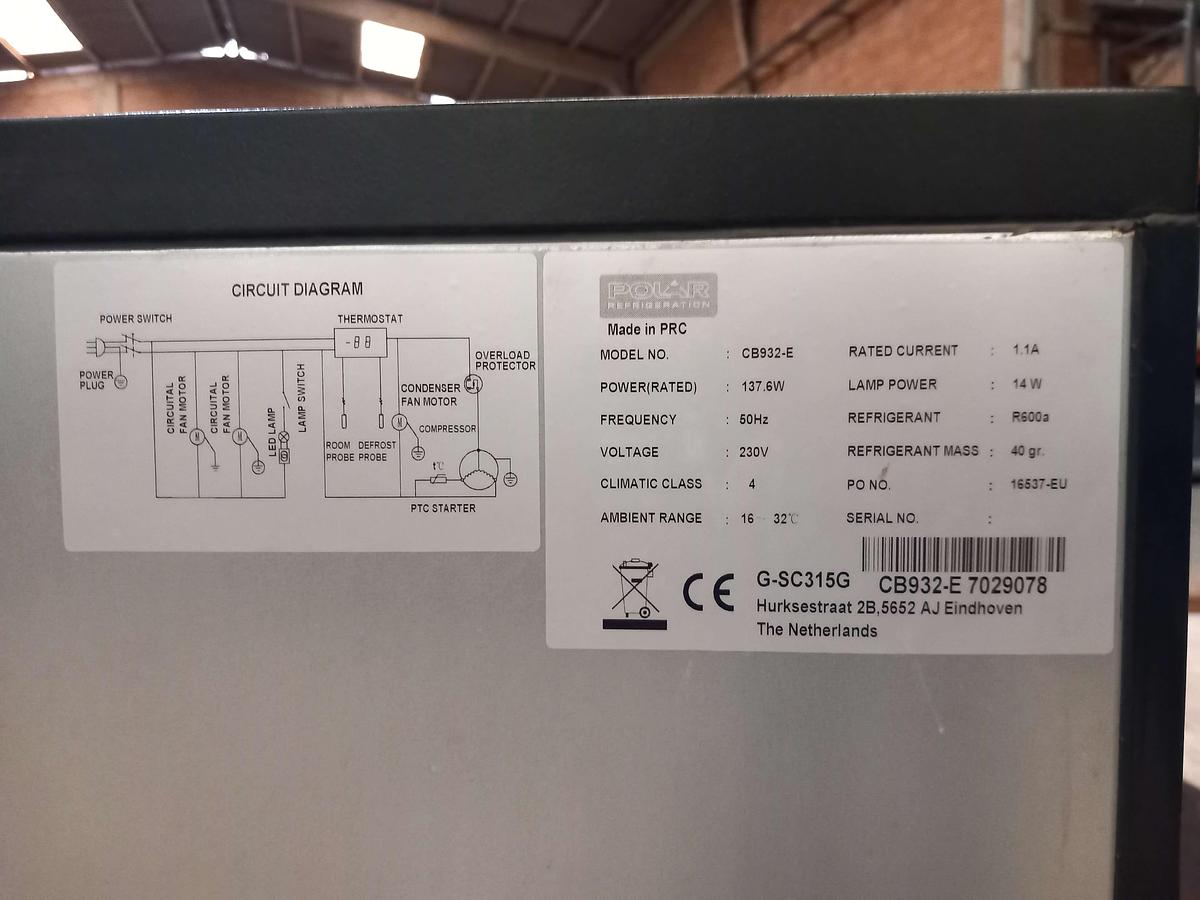 CIRCUIT DIAGRAM
POWER SWITCH
THERMOSTAT
-88
POWER
PLUG
CIRCUITAL
FAN MOTOR
CIRCUITAL
FAN MOTOR
LED LAMP
LAMP SWITCH
OVERLOAD
PROTECTOR
CONDENSER
FAN MOTOR
M
M
M
COMPRESSOR
ROOM
PROBE
DEFROST
PROBE
t℃
PTC STARTER
POLAR
REFRIGERATION
Made in PRC
MODEL NO. : CB932-E
POWER(RATED) : 137.6W
FREQUENCY : 50Hz
VOLTAGE : 230V
CLIMATIC CLASS : 4
AMBIENT RANGE : 16 32℃
RATED CURRENT : 1.1A
LAMP POWER : 14 W
REFRIGERANT : R600a
REFRIGERANT MASS : 40 gr.
PO NO. : 16537-EU
SERIAL NO. :
CE
G-SC315G CB932-E 7029078
Hurksestraat 2B,5652 AJ Eindhoven
The Netherlands